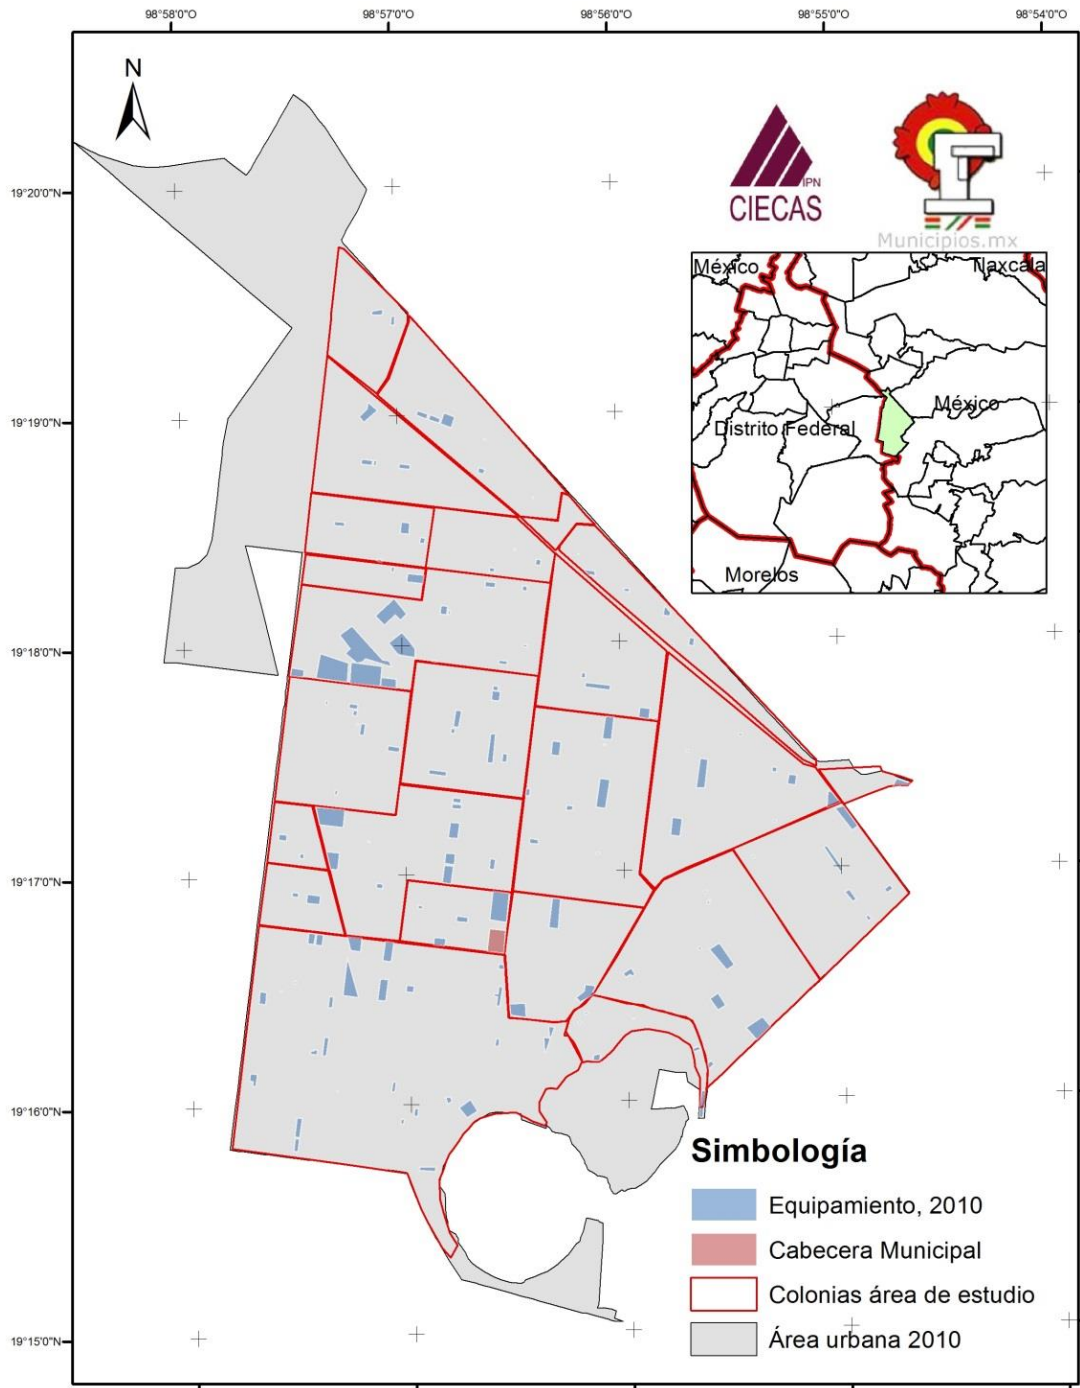 98°58'0"O 98°57'0"O 98°56'0"O 98°55'0"O 98°54'0"O
N
IPN
CIECAS
Municipios.mx
19°20'0"N
México
Tlaxcala
México
Distrito Federal
Morelos
19°19'0"N
19°18'0"N
19°17'0"N
19°16'0"N
19°15'0"N
Simbología
Equipamiento, 2010
Cabecera Municipal
Colonias área de estudio
Área urbana 2010